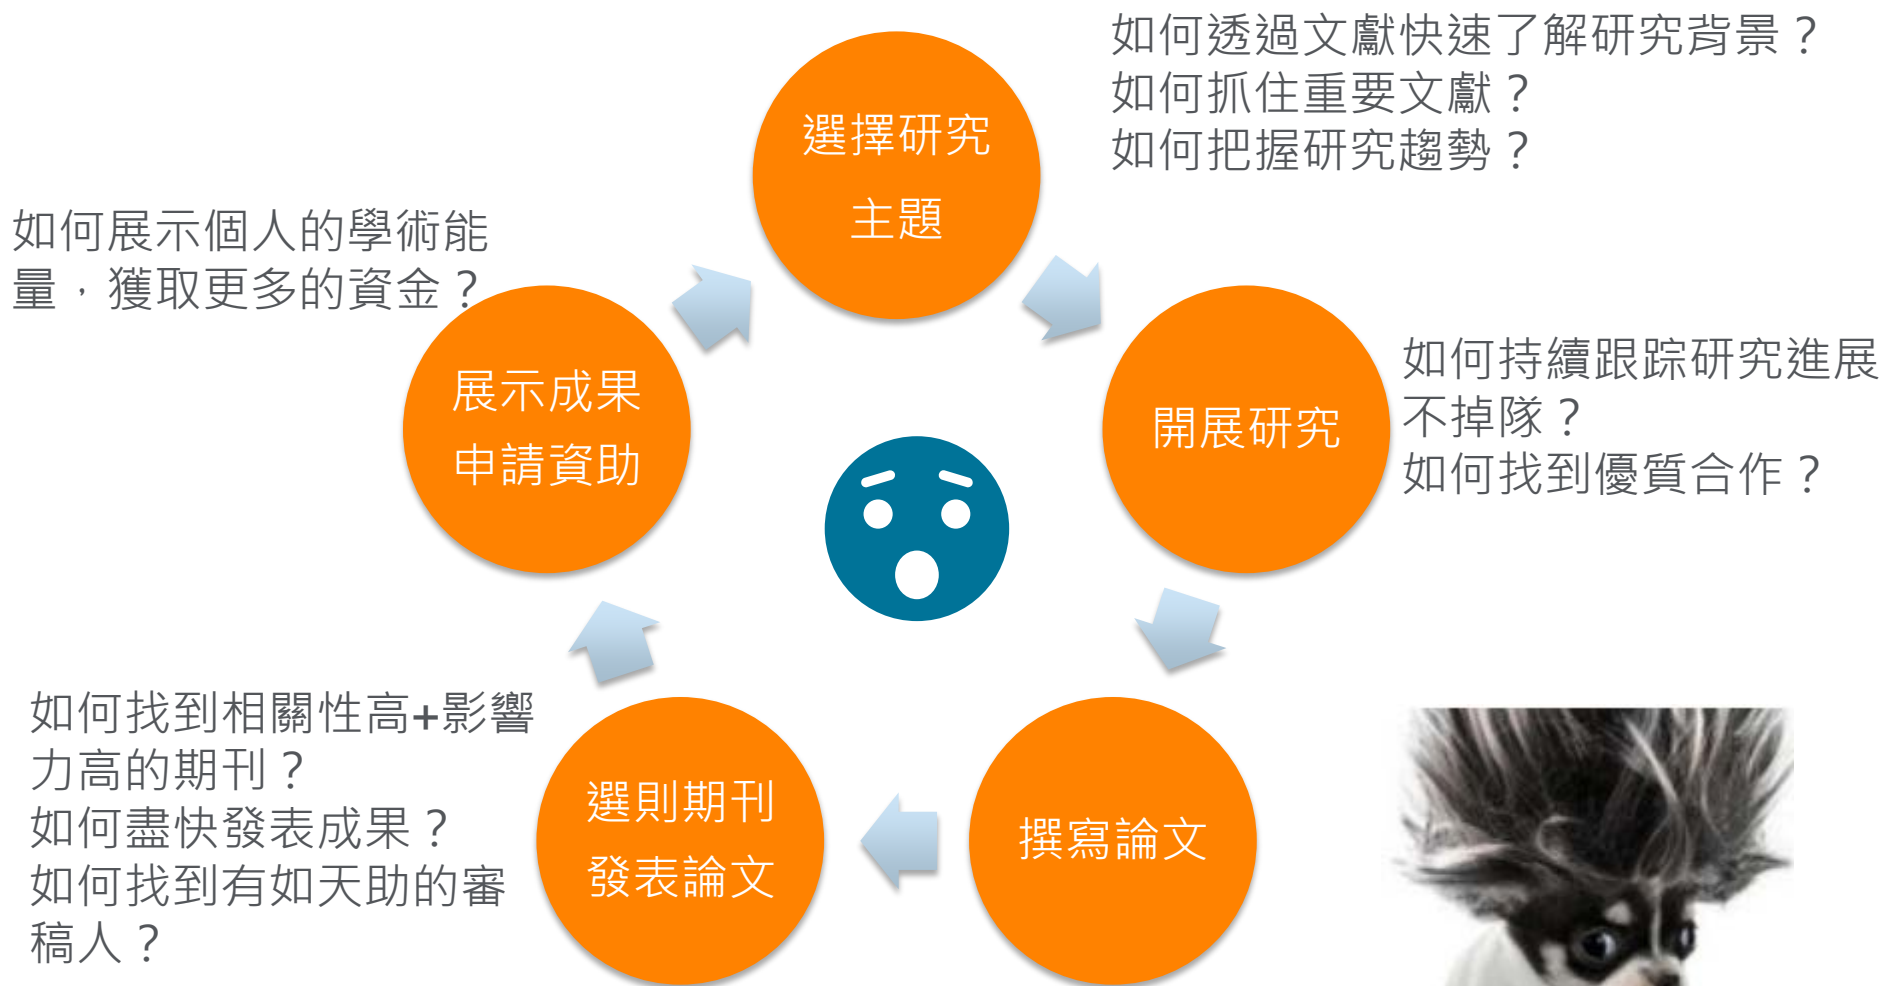 如何透過文獻快速了解研究背景？
如何抓住重要文獻？
如何把握研究趨勢？
選擇研究
主題
如何展示個人的學術能
量，獲取更多的資金？
展示成果
申請資助
開展研究
如何持續跟踪研究進展
不掉隊？
如何找到優質合作？
如何找到相關性高+影響
力高的期刊？
如何盡快發表成果？
如何找到有如天助的審
稿人？
選則期刊
發表論文
撰寫論文